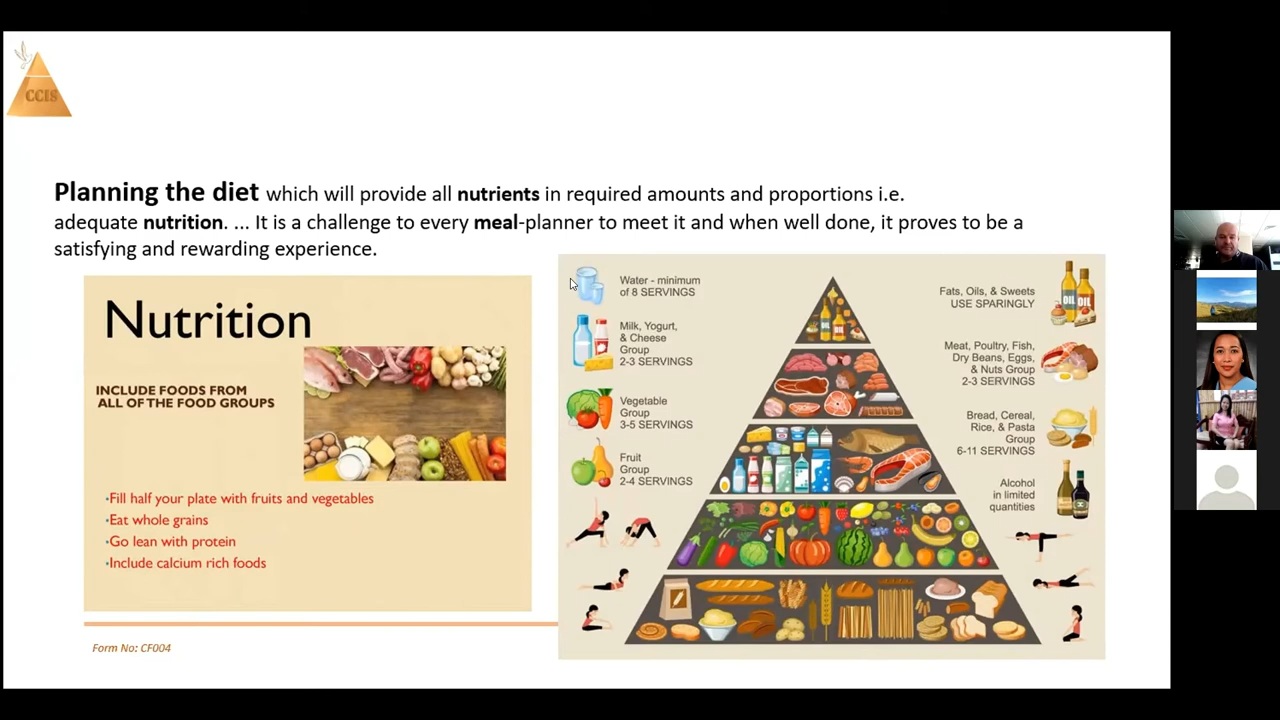 CCIS
Planning the diet which will provide all nutrients in required amounts and proportions i.e.
adequate nutrition. ... It is a challenge to every meal-planner to meet it and when well done, it proves to be a
satisfying and rewarding experience.
Nutrition
INCLUDE FOODS FROM
ALL OF THE FOOD GROUPS
•Fill half your plate with fruits and vegetables
•Eat whole grains
•Go lean with protein
•Include calcium rich foods
Water - minimum
of 8 SERVINGS
Milk, Yogurt,
& Cheese
Group
2-3 SERVINGS
Vegetable
Group
3-5 SERVINGS
Fruit
Group
2-4 SERVINGS
Fats, Oils, & Sweets
USE SPARINGLY
OIL
OIL
Meat, Poultry, Fish,
Dry Beans, Eggs,
& Nuts Group
2-3 SERVINGS
Bread, Cereal,
Rice, & Pasta
Group
6-11 SERVINGS
Alcohol
in limited
quantities
OIL
OIL
Form No: CF004